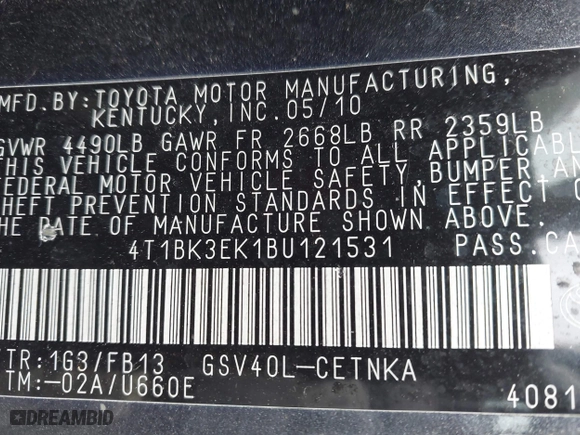 MFD. BY: TOYOTA MOTOR MANUFACTURING,
KENTUCKY, INC. 05/10
GVWR 4490LB GAWR FR 2668LB RR 2359LB
THIS VEHICLE CONFORMS TO ALL APPLICABLE
FEDERAL MOTOR VEHICLE SAFETY, BUMPER, AN
THEFT PREVENTION STANDARDS IN EFFECT O
THE DATE OF MANUFACTURE SHOWN ABOVE.
4T1BK3EK1BU121531 PASS.CA
TR:1G3/FB13 GSV40L-CETNKA
TM:-02A/U660E
4081
DREAMBID